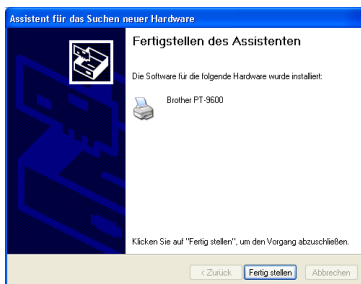 Assistent für das Suchen neuer Hardware
Fertigstellen des Assistenten
Die Software für die folgende Hardware wurde installiert:
Brother PT-9600
Klicken Sie auf "Fertig stellen", um den Vorgang abzuschließen.
< Zurück Fertig stellen Abbrechen